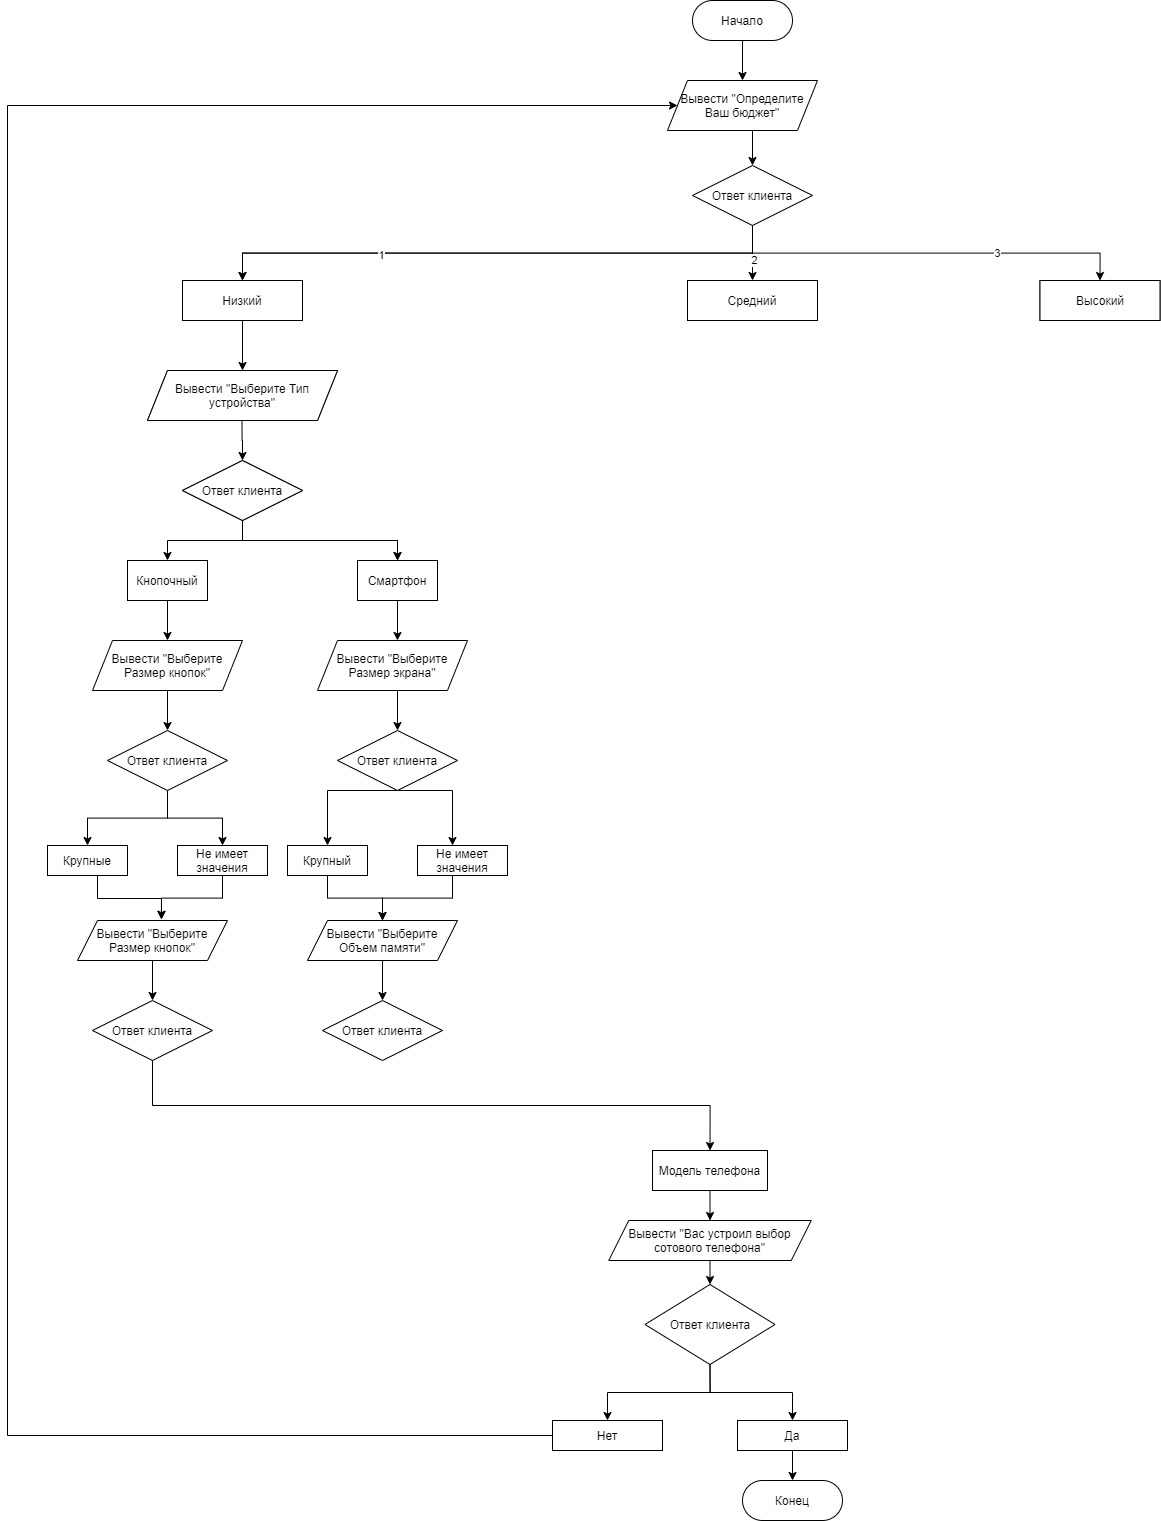 Начало
Вывести "Определите
Ваш бюджет"
Ответ клиента
1
2
3
Низкий
Средний
Высокий
Вывести "Выберите Тип
устройства"
Ответ клиента
Кнопочный
Смартфон
Вывести "Выберите
Размер кнопок"
Вывести "Выберите
Размер экрана"
Ответ клиента
Ответ клиента
Крупные
Не имеет
значения
Крупный
Не имеет
значения
Вывести "Выберите
Размер кнопок"
Вывести "Выберите
Объем памяти"
Ответ клиента
Ответ клиента
Модель телефона
Вывести "Вас устроил выбор
сотового телефона"
Ответ клиента
Нет
Да
Конец